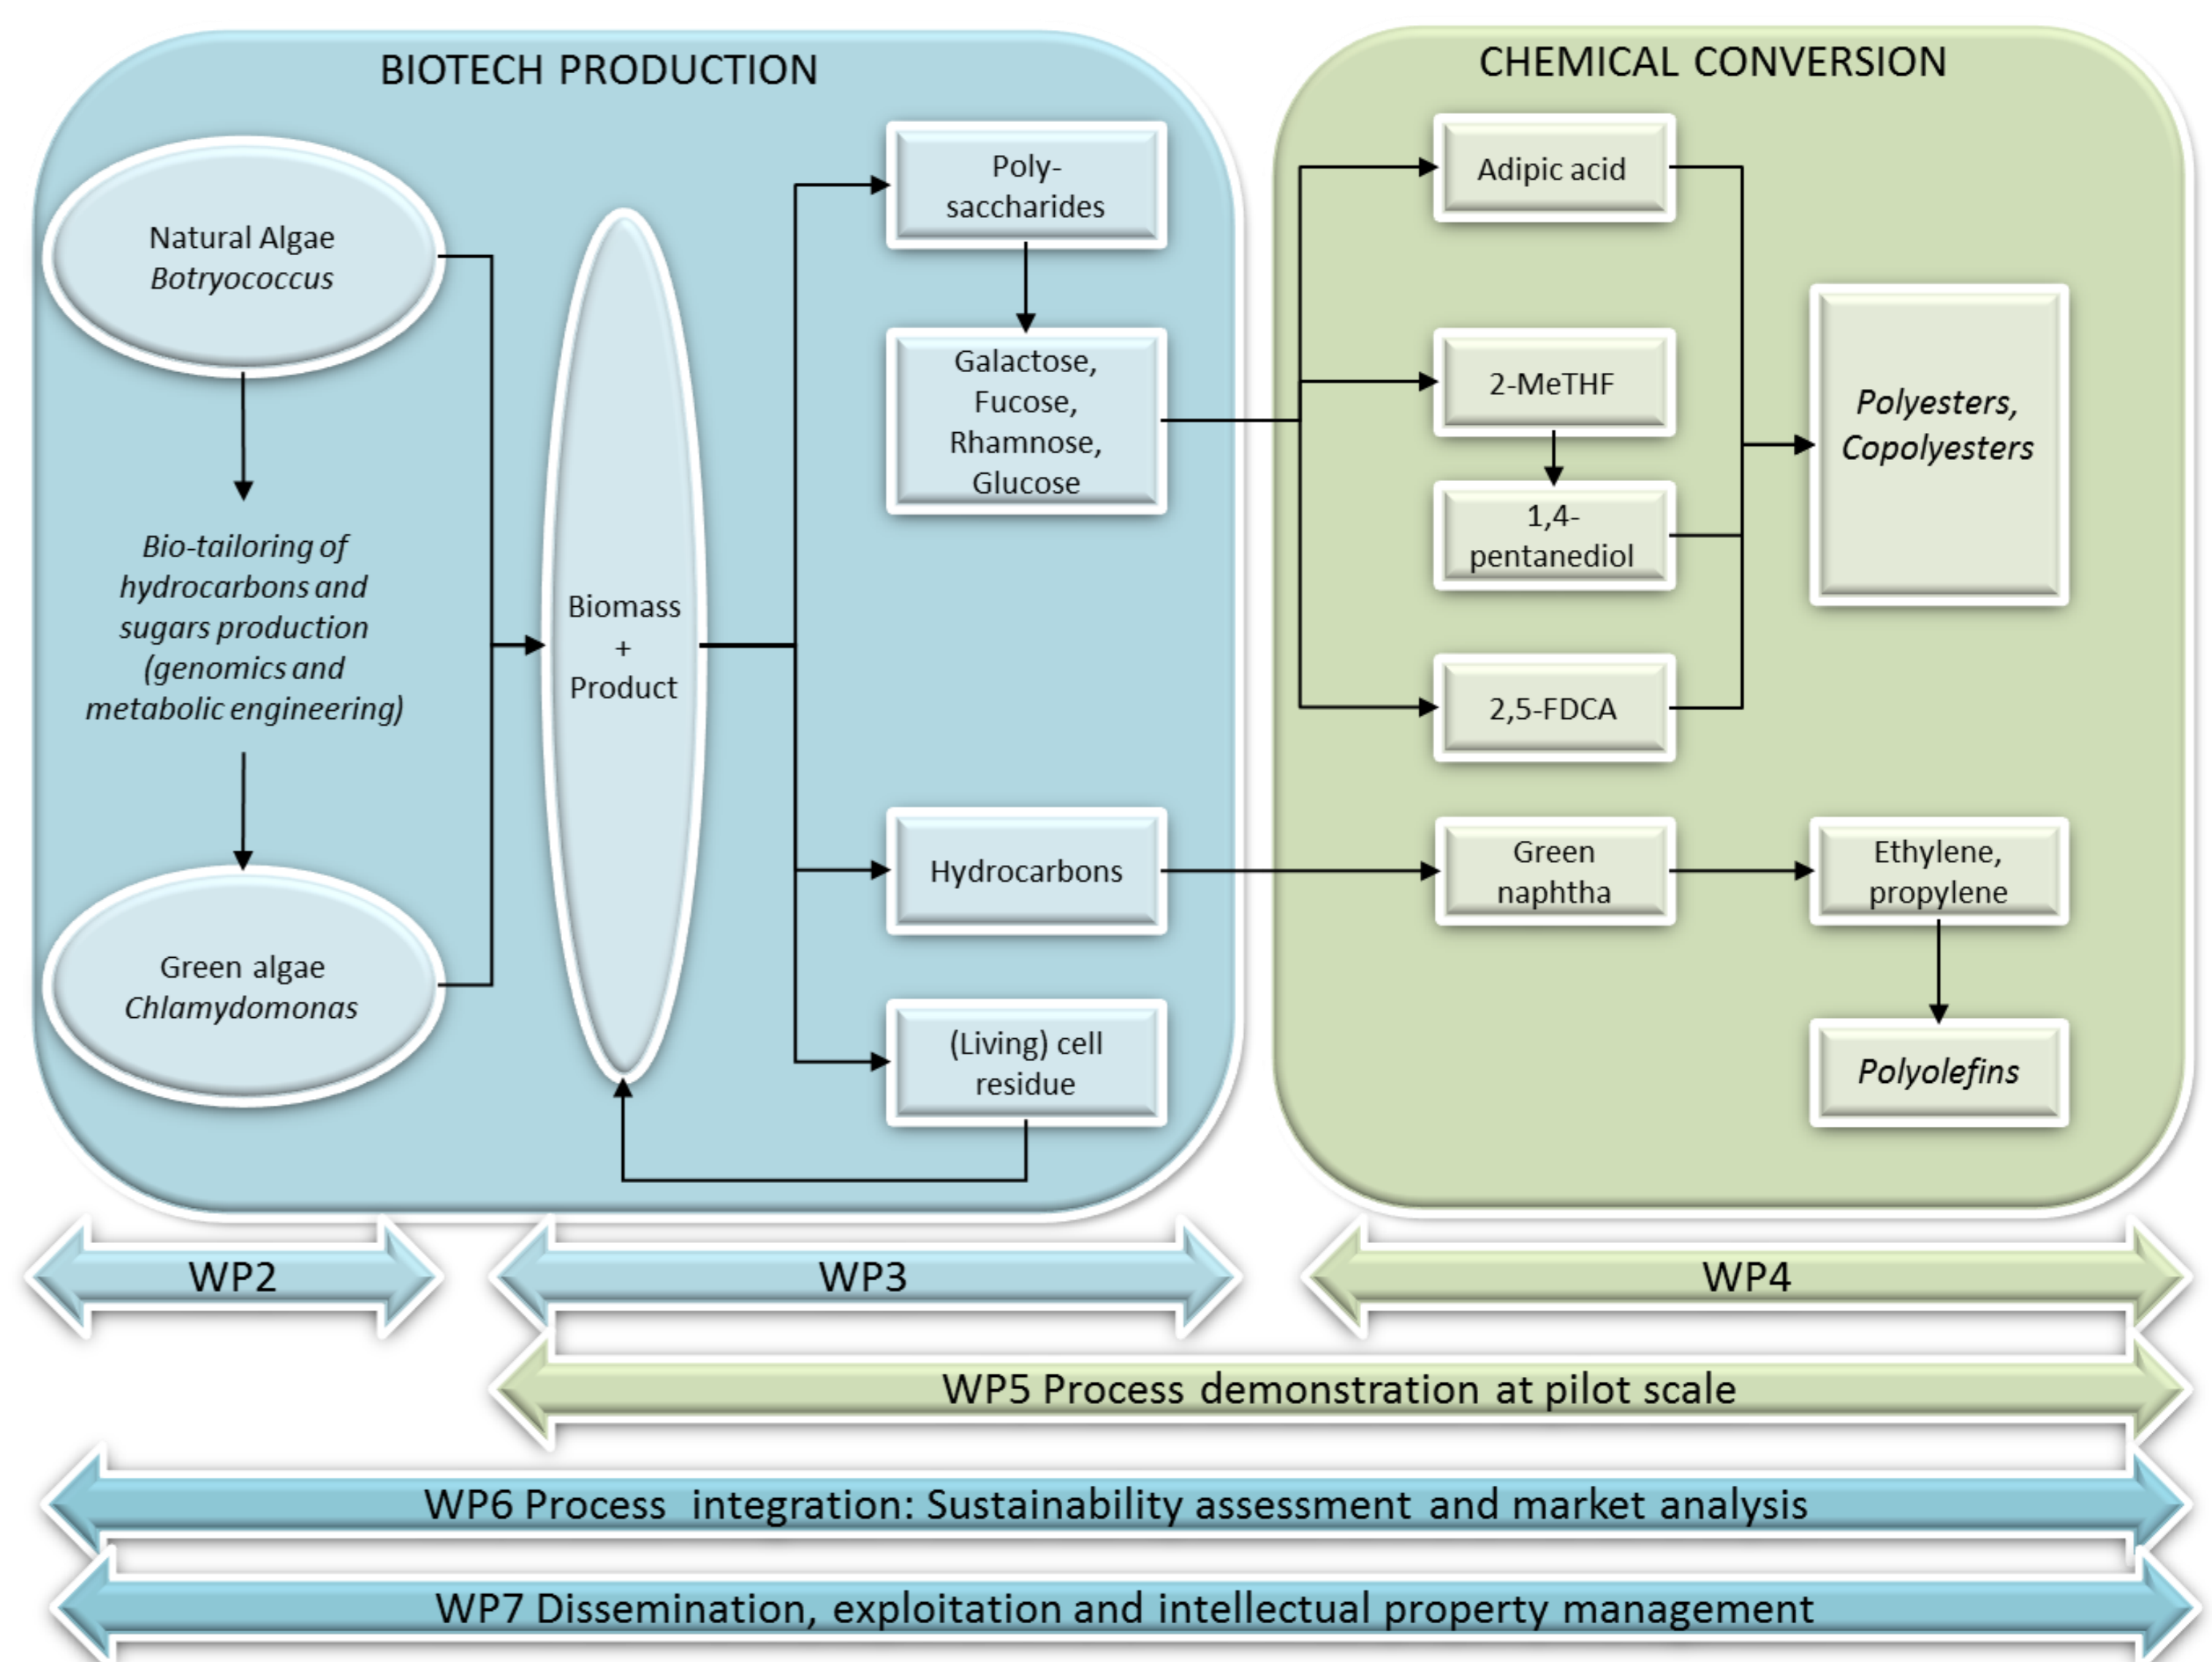 BIOTECH PRODUCTION
Natural Algae
Botryococcus
Bio-tailoring of
hydrocarbons and
sugars production
(genomics and
metabolic engineering)
Green algae
Chlamydomonas
Biomass
+
Product
Poly-
saccharides
Galactose,
Fucose,
Rhamnose,
Glucose
Hydrocarbons
(Living) cell
residue
CHEMICAL CONVERSION
Adipic acid
2-MeTHF
1,4-
pentanediol
2,5-FDCA
Polyesters,
Copolyesters
Green
naphtha
Ethylene,
propylene
Polyolefins
WP2
WP3
WP4
WP5 Process demonstration at pilot scale
WP6 Process integration: Sustainability assessment and market analysis
WP7 Dissemination, exploitation and intellectual property management